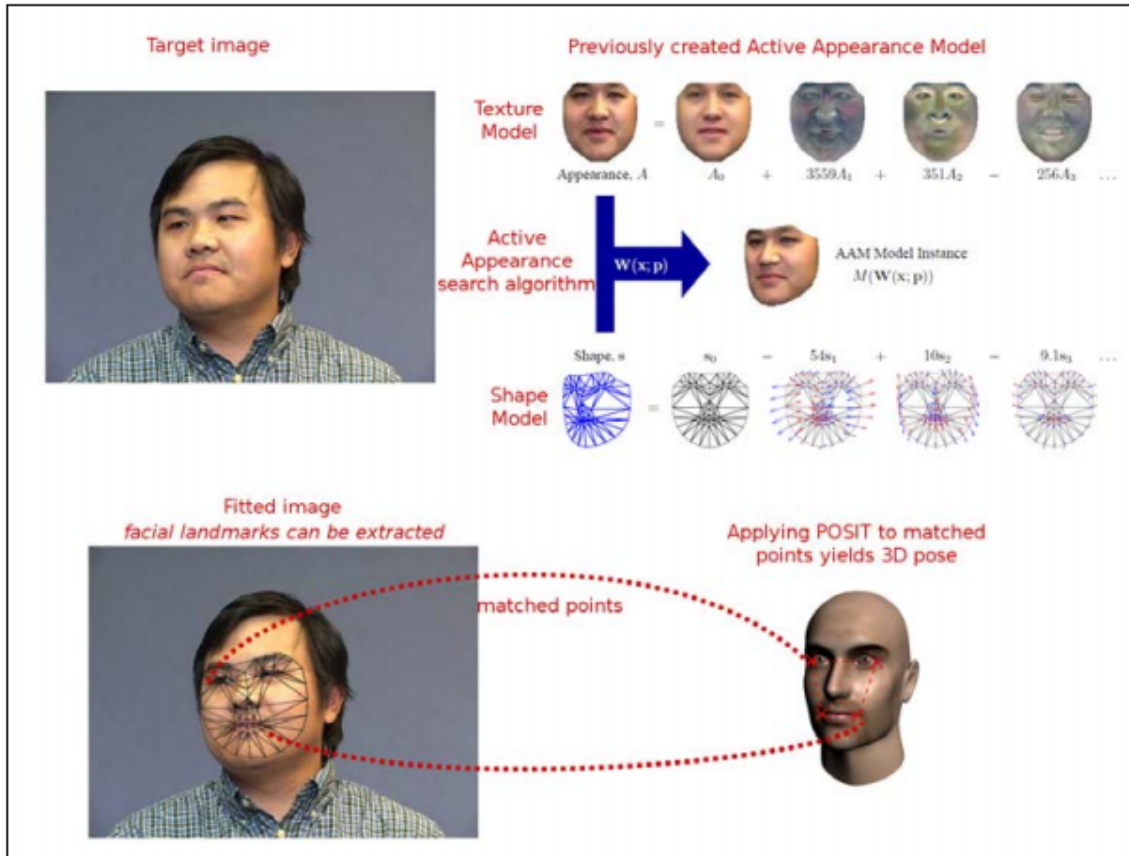 Target image
Previously created Active Appearance Model
Texture
Model
=
Appearance, A A₀ + 3559A₁ + 351A₂ − 256A₃ …
Active
Appearance
search algorithm
W(x; p)
AAM Model Instance
M(W(x; p))
Shape, s s₀ − 54s₁ + 10s₂ − 9.1s₃ …
Shape
Model
=
Fitted image
facial landmarks can be extracted
Applying POSIT to matched
points yields 3D pose
matched points